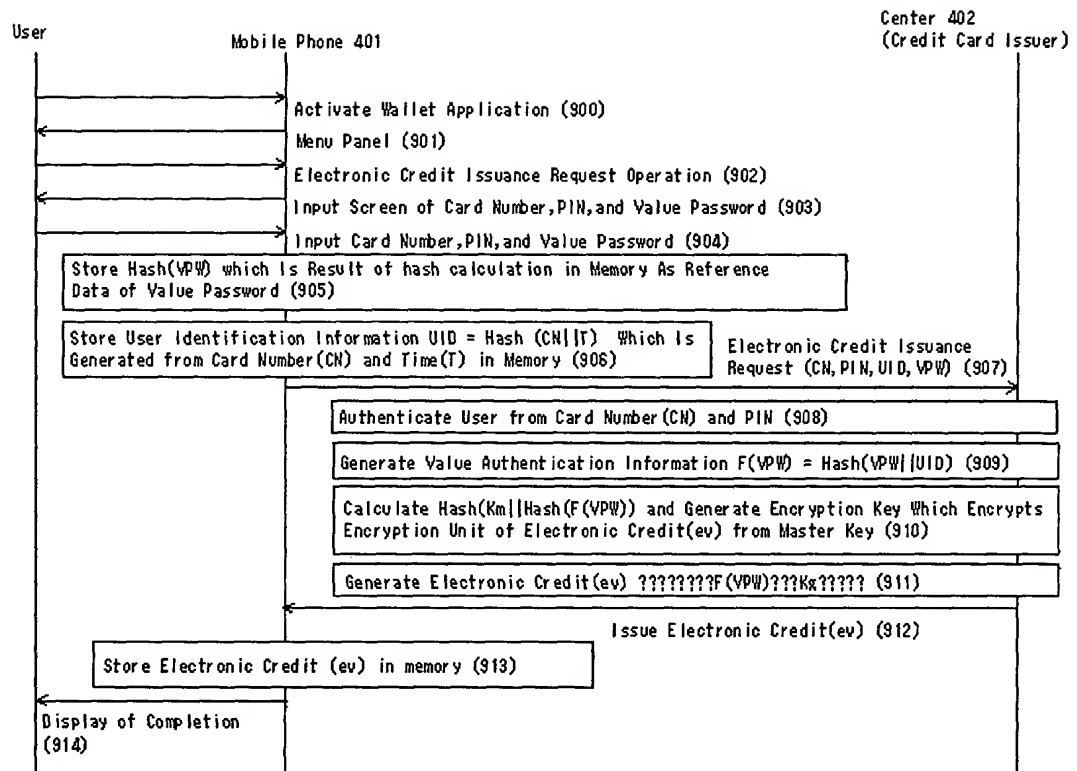 User
Mobile Phone 401
Center 402
(Credit Card Issuer)
Activate Wallet Application (900)
Menu Panel (901)
Electronic Credit Issuance Request Operation (902)
Input Screen of Card Number,PIN,and Value Password (903)
Input Card Number,PIN,and Value Password (904)
Store Hash(VPW) which Is Result of hash calculation in Memory As Reference
Data of Value Password (905)
Store User Identification Information UID = Hash (CN||T) Which Is
Generated from Card Number(CN) and Time(T) in Memory (906)
Electronic Credit Issuance
Request (CN,PIN,UID,VPW) (907)
Authenticate User from Card Number(CN) and PIN (908)
Generate Value Authentication Information F(VPW) = Hash(VPW||UID) (909)
Calculate Hash(Km||Hash(F(VPW)) and Generate Encryption Key Which Encrypts
Encryption Unit of Electronic Credit(ev) from Master Key (910)
Generate Electronic Credit(ev) ????????F(VPW)???Kg????? (911)
Issue Electronic Credit(ev) (912)
Store Electronic Credit (ev) in memory (913)
Display of Completion
(914)